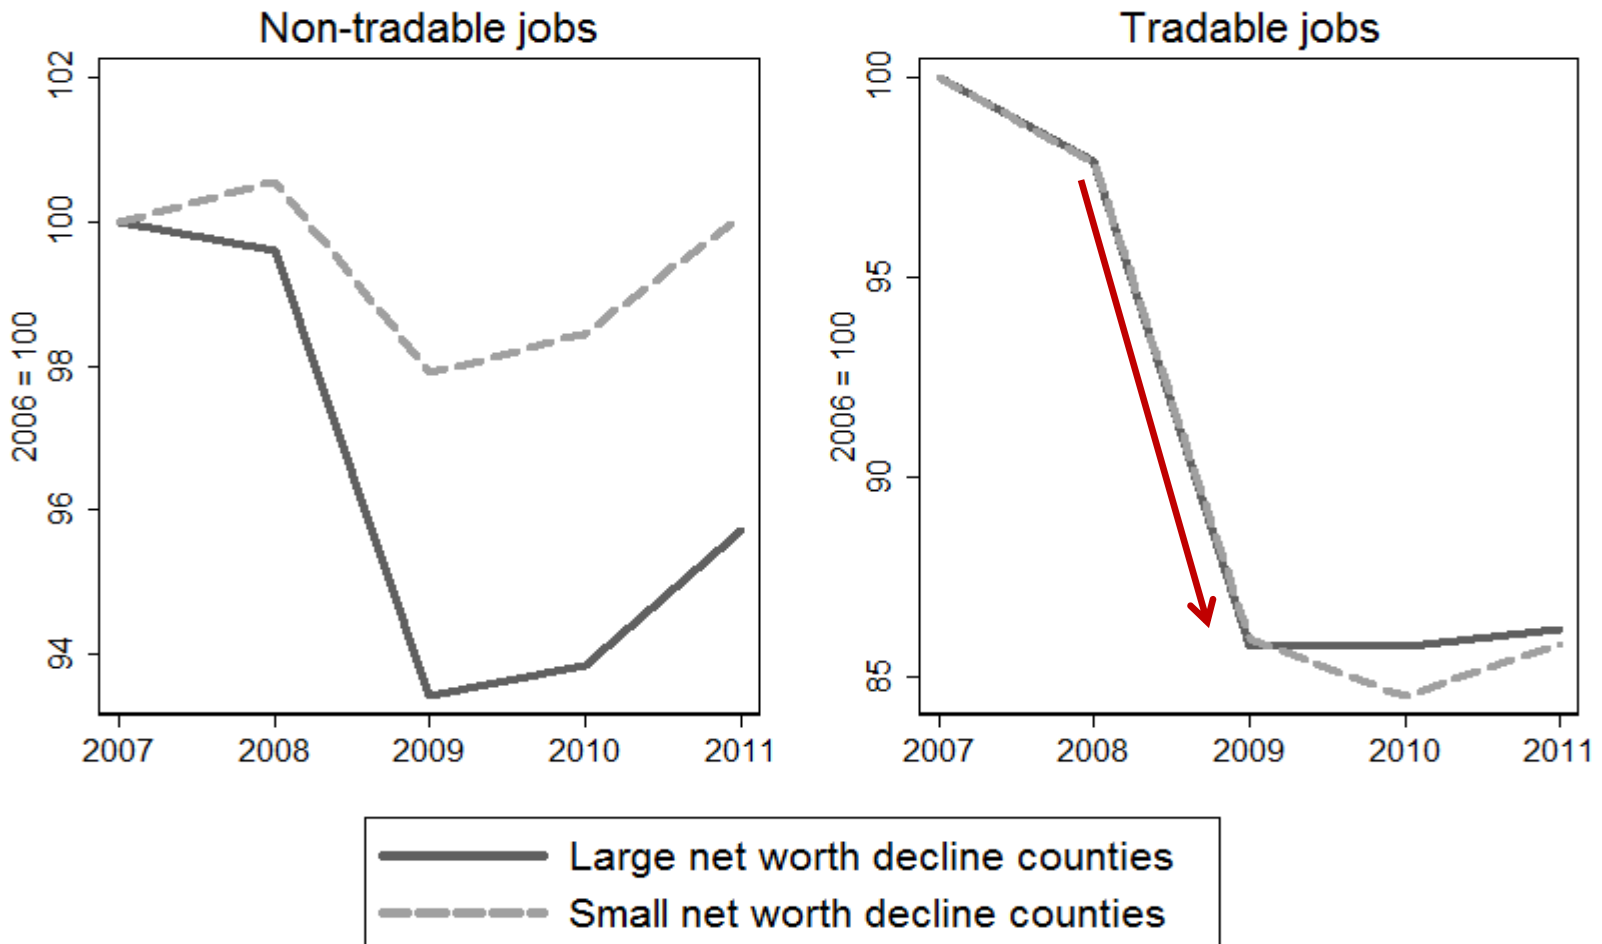 Non-tradable jobs
2006 = 100
102
100
98
96
94
2007 2008 2009 2010 2011
Tradable jobs
2006 = 100
100
95
90
85
2007 2008 2009 2010 2011
Large net worth decline counties
Small net worth decline counties